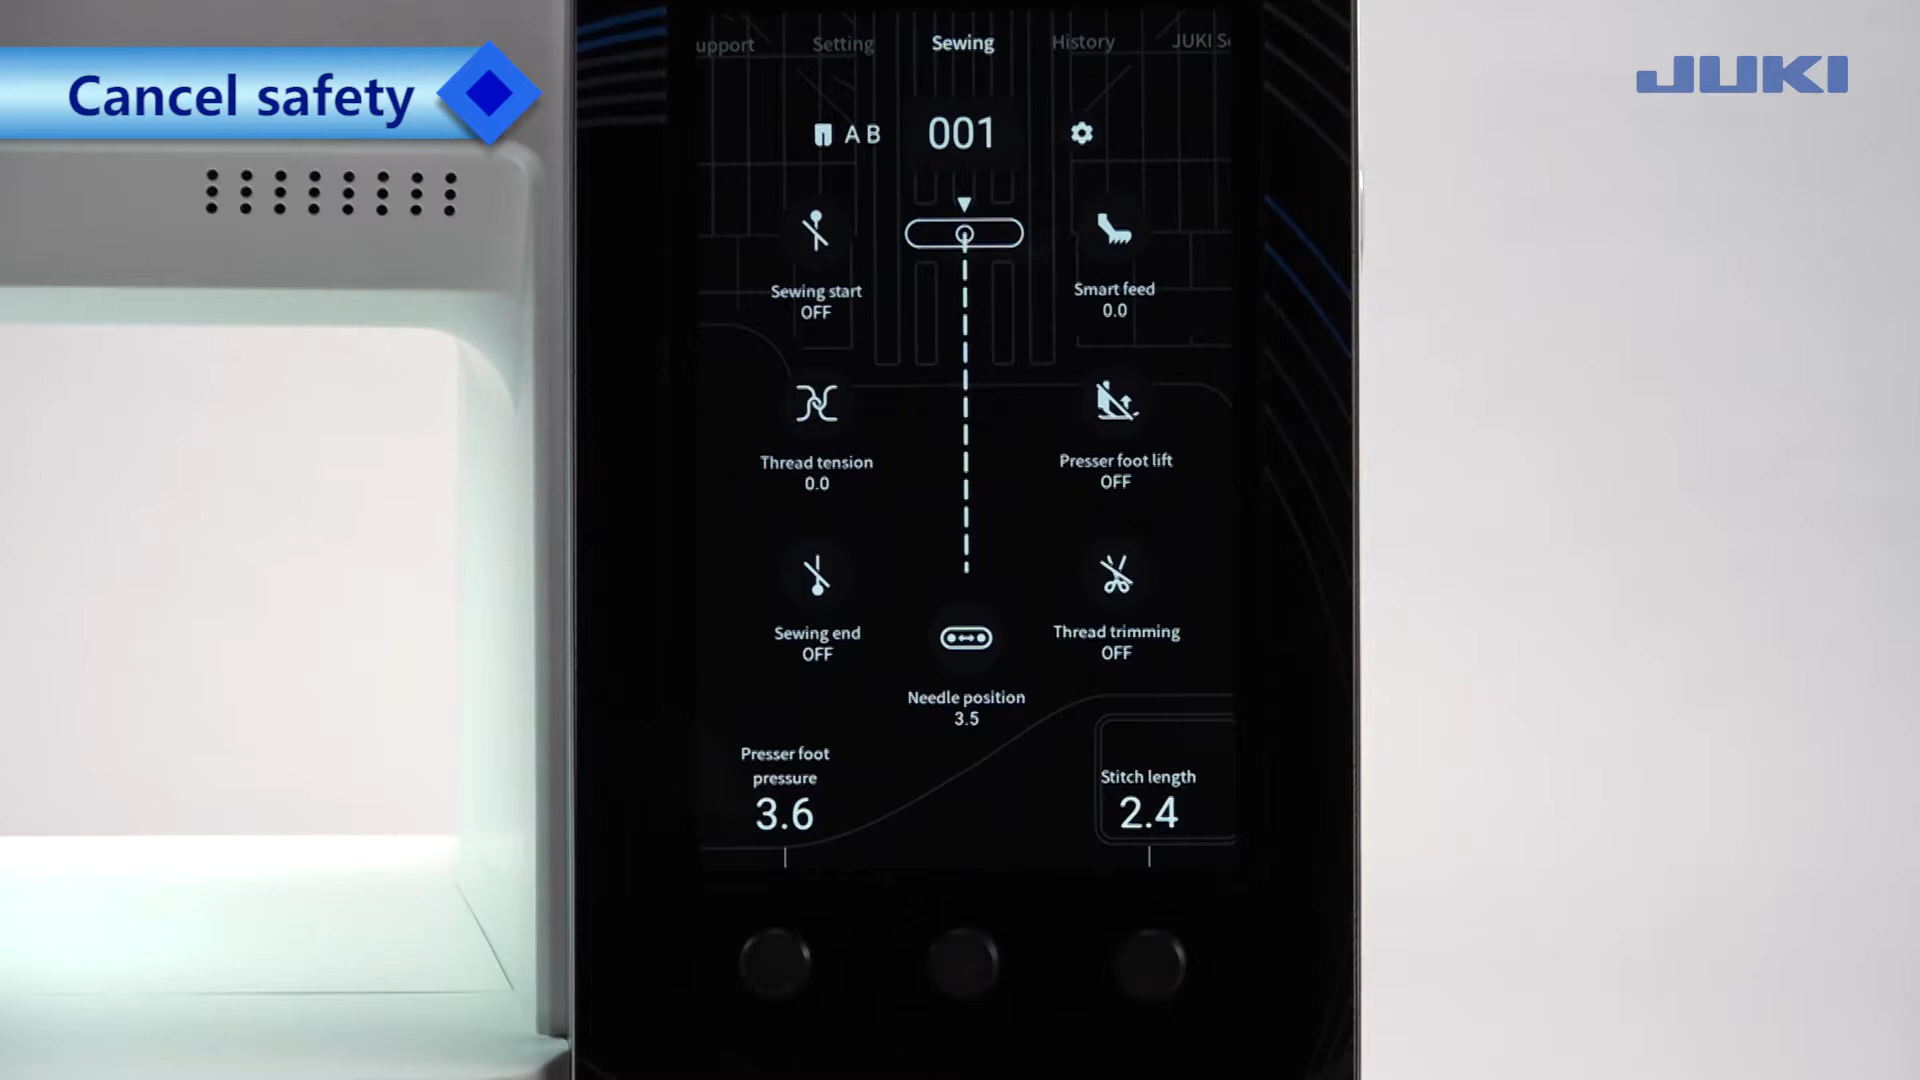 Cancel safety
JUKI
upport Setting Sewing History JUKI Se
A B 001
Sewing start
OFF
Smart feed
0.0
Thread tension
0.0
Presser foot lift
OFF
Sewing end
OFF
Thread trimming
OFF
Needle position
3.5
Presser foot
pressure
3.6
Stitch length
2.4